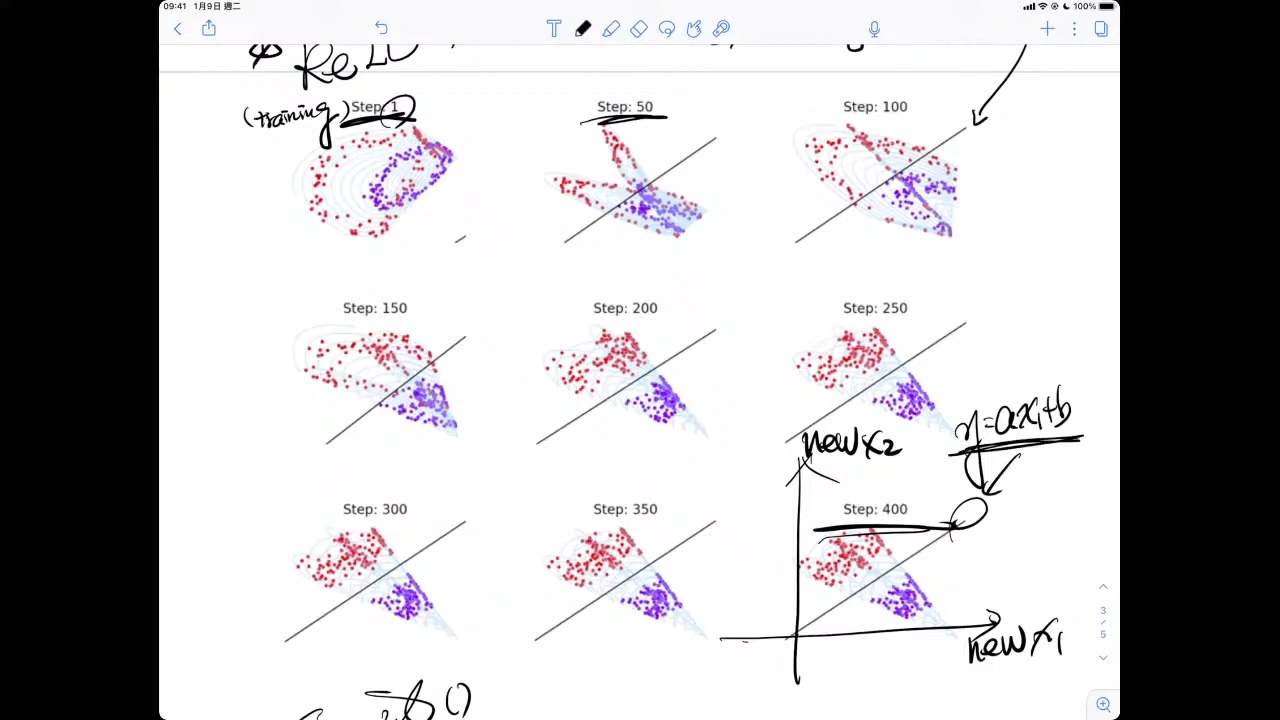 09:41 1月9日 週二
100%
ReLU
(training) Step: 1
Step: 50
Step: 100
Step: 150
Step: 200
Step: 250
new x2
y=ax1+b
Step: 300
Step: 350
Step: 400
3
/
5
new x1